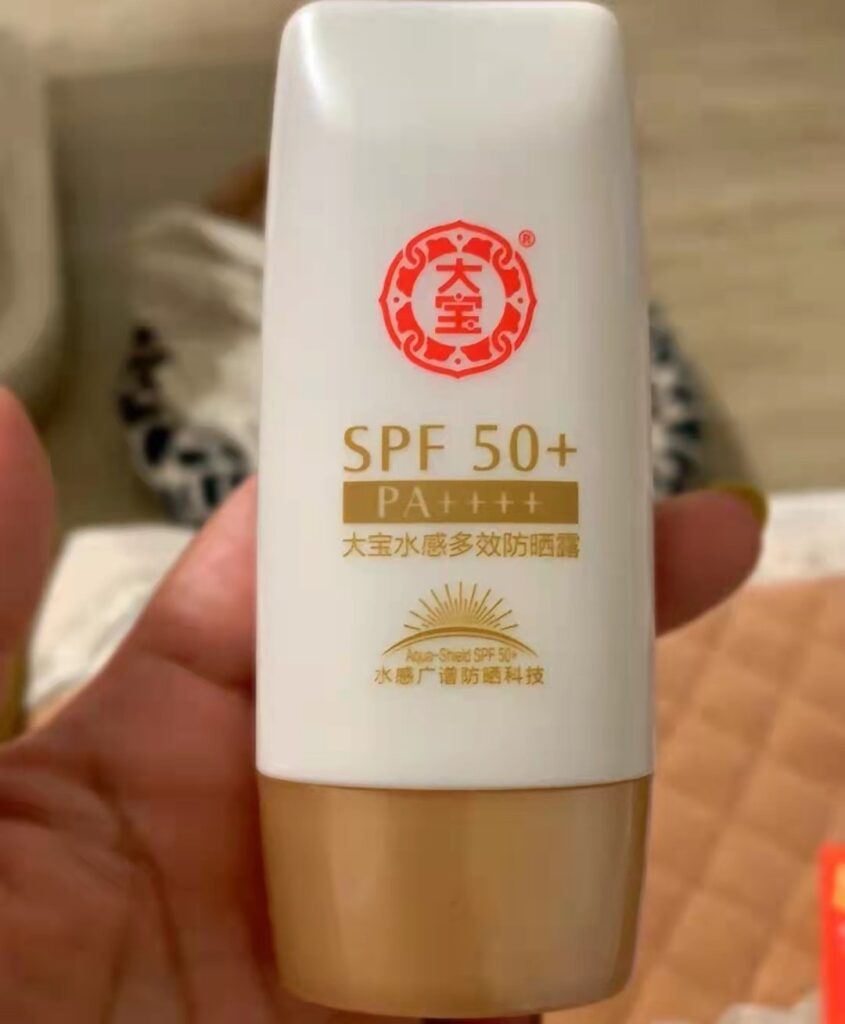 大宝
®
SPF 50+
PA++++
大宝水感多效防晒露
Aqua-Shield SPF 50+
水感广谱防晒科技